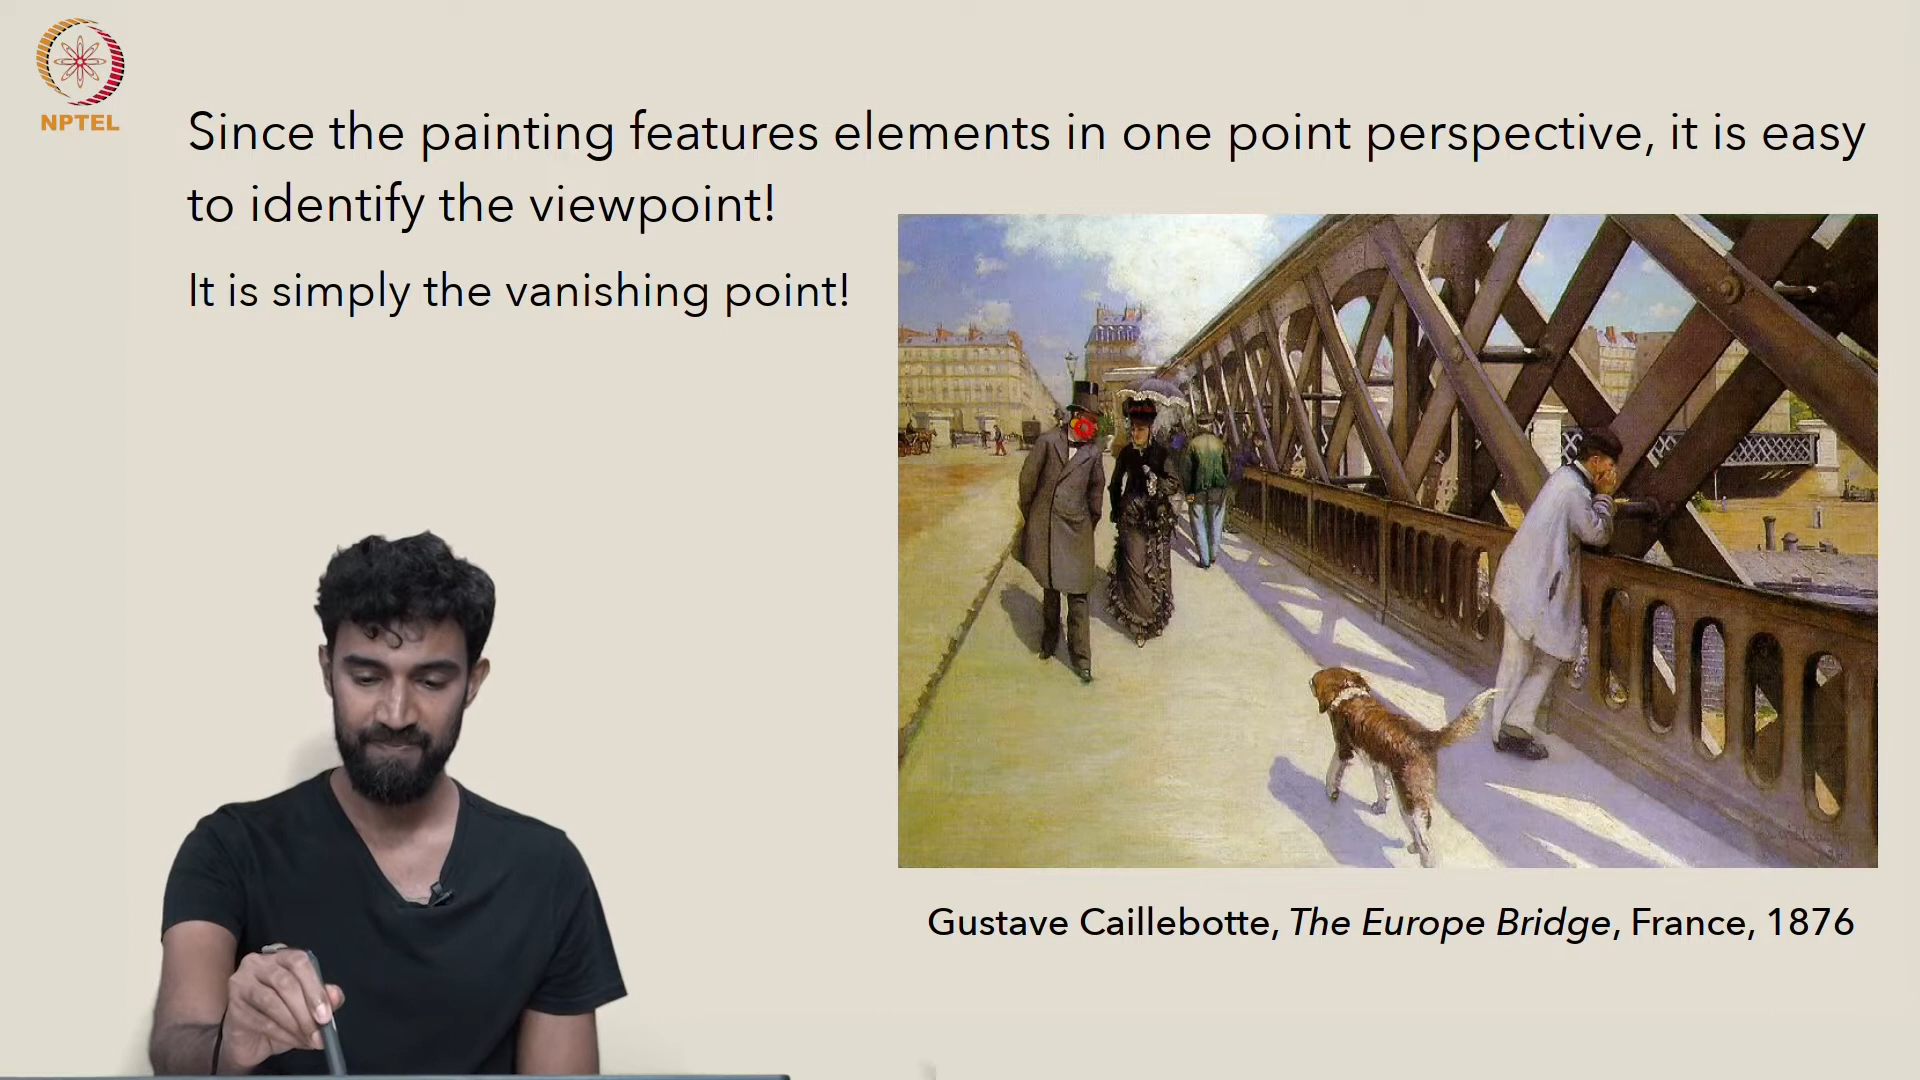 NPTEL
Since the painting features elements in one point perspective, it is easy
to identify the viewpoint!
It is simply the vanishing point!
Gustave Caillebotte, The Europe Bridge, France, 1876